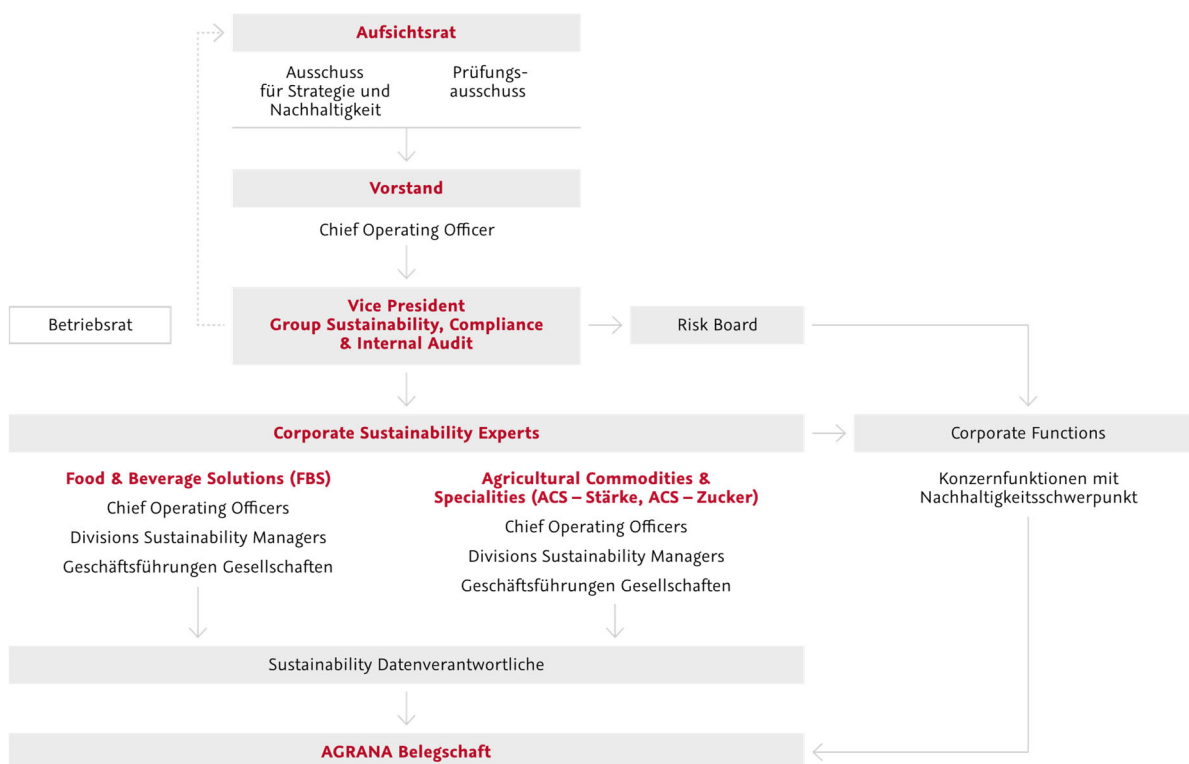 Aufsichtsrat
Ausschuss
für Strategie und
Nachhaltigkeit
Prüfungs-
ausschuss
Vorstand
Chief Operating Officer
Betriebsrat
Vice President
Group Sustainability, Compliance
& Internal Audit
Risk Board
Corporate Sustainability Experts
Corporate Functions
Food & Beverage Solutions (FBS)
Chief Operating Officers
Divisions Sustainability Managers
Geschäftsführungen Gesellschaften
Agricultural Commodities &
Specialities (ACS – Stärke, ACS – Zucker)
Chief Operating Officers
Divisions Sustainability Managers
Geschäftsführungen Gesellschaften
Konzernfunktionen mit
Nachhaltigkeitsschwerpunkt
Sustainability Datenverantwortliche
AGRANA Belegschaft